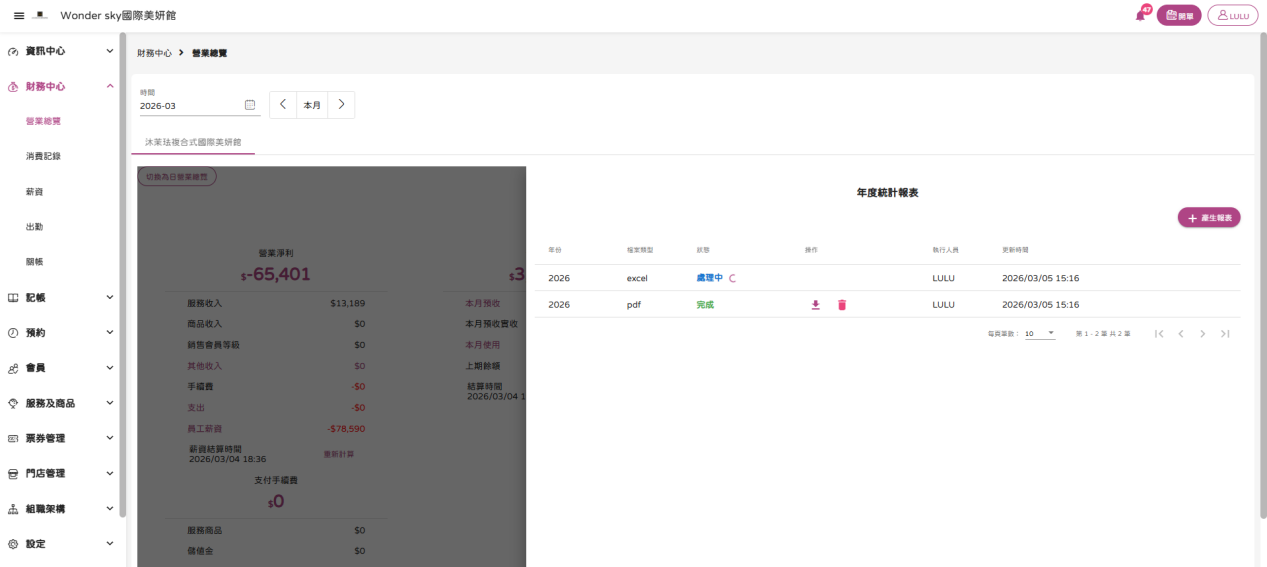 Wonder sky國際美妍館
47
開單
LULU
資訊中心
財務中心
營業總覽
消費記錄
薪資
出勤
關帳
記帳
預約
會員
服務及商品
票券管理
門店管理
組職架構
設定
財務中心 > 營業總覽
時間
2026-03
本月
沐茉琺複合式國際美妍館
切換為日營業總覽
營業淨利
$-65,401
服務收入 $13,189
商品收入 $0
銷售會員等級 $0
其他收入 $0
手續費 -$0
支出 -$0
員工薪資 -$78,590
薪資結算時間
2026/03/04 18:36
重新計算
支付手續費
$0
服務商品 $0
儲值金 $0
$3
本月預收
本月預收實收
本月使用
上期餘額
結算時間
2026/03/04 1
年度統計報表
產生報表
年份 檔案類型 狀態 操作 執行人員 更新時間
2026 excel 處理中 LULU 2026/03/05 15:16
2026 pdf 完成 LULU 2026/03/05 15:16
每頁筆數： 10 第 1 - 2 筆 共 2 筆